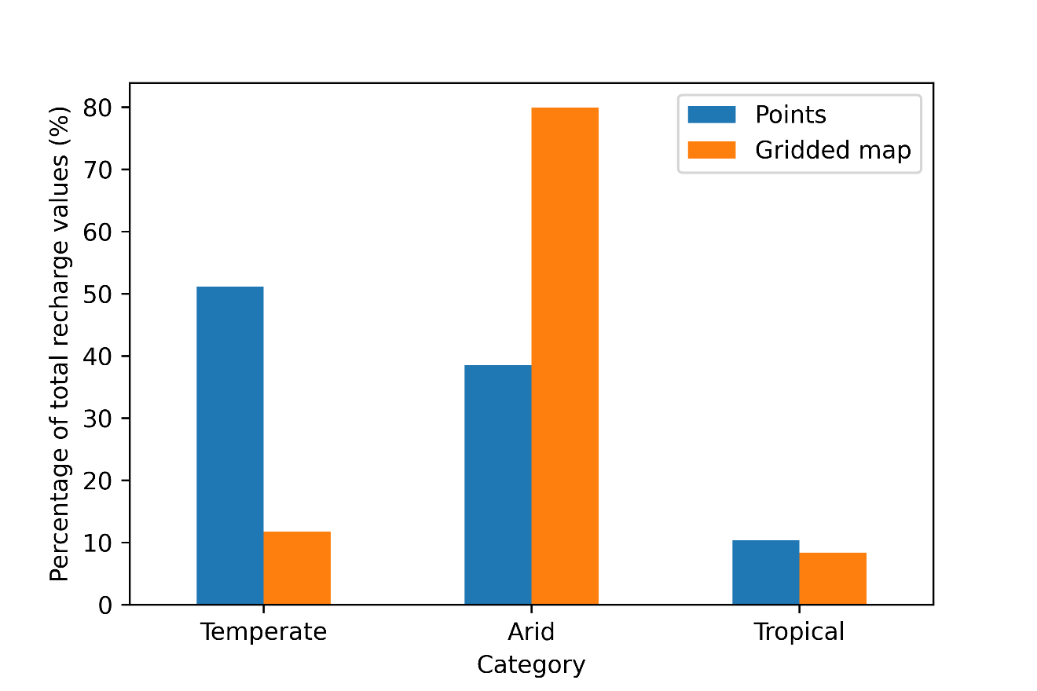 Percentage of total recharge values (%)
80
70
60
50
40
30
20
10
0
Points
Gridded map
Temperate Arid Tropical
Category